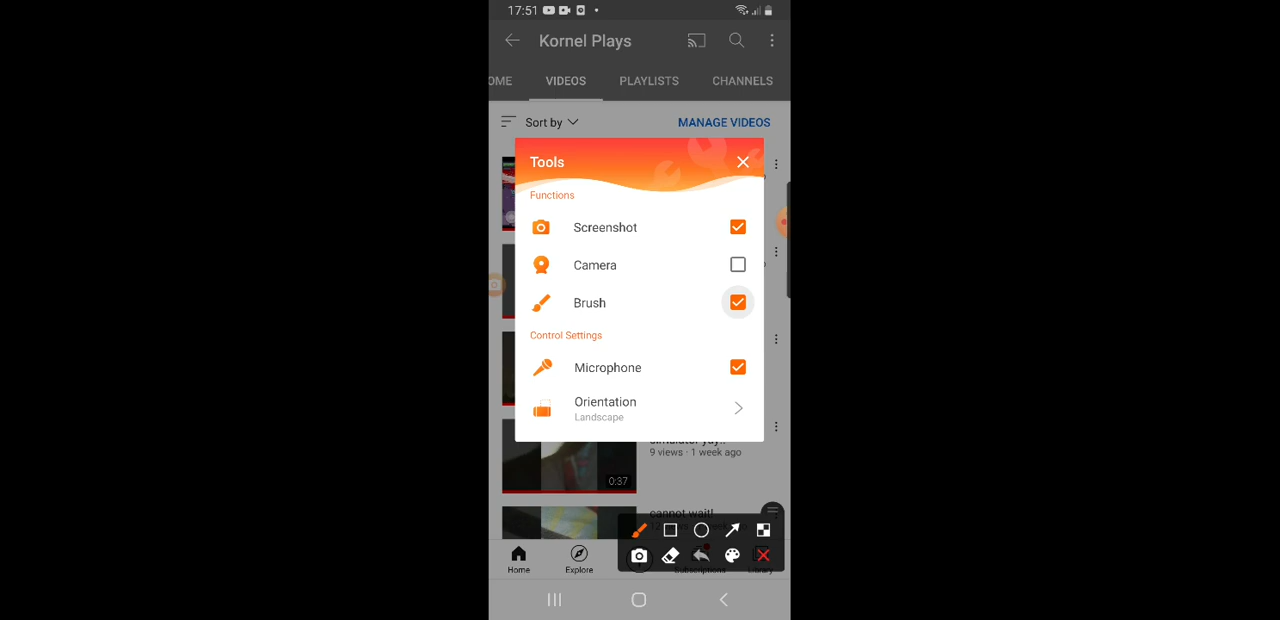 17:51
Kornel Plays
OME VIDEOS PLAYLISTS CHANNELS
Sort by MANAGE VIDEOS
Tools
Functions
Screenshot
Camera
Brush
Control Settings
Microphone
Orientation
Landscape
simulator yay!!
9 views · 1 week ago
0:37
cannot wait!
Home Explore Subscriptions Library